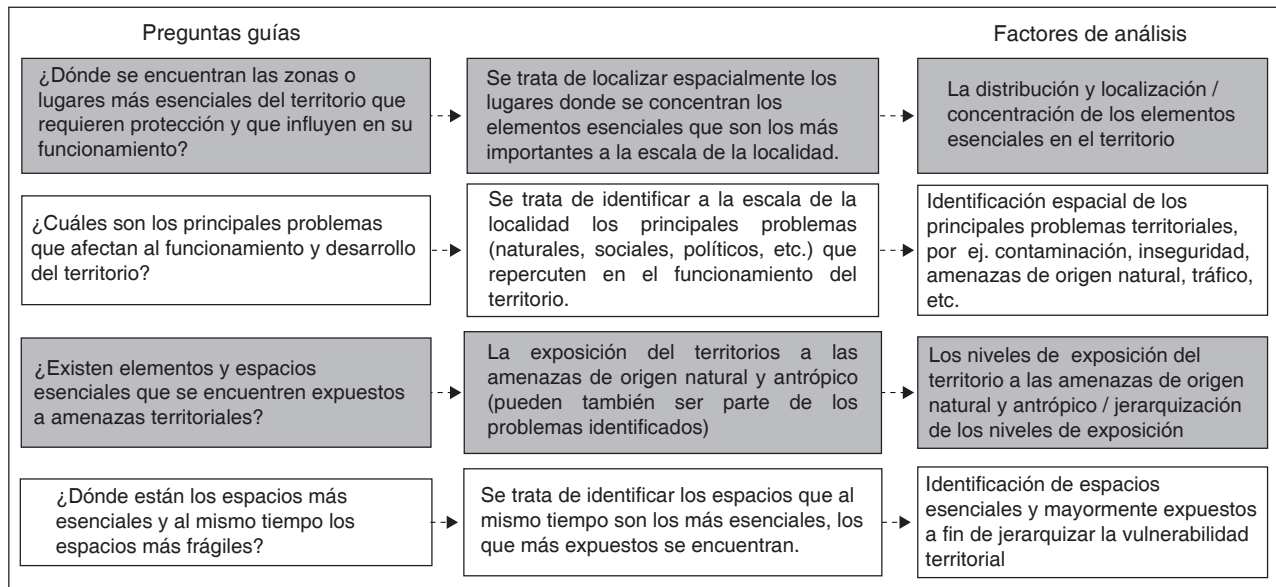 Preguntas guías
Factores de análisis
¿Dónde se encuentran las zonas o
lugares más esenciales del territorio que
requieren protección y que influyen en su
funcionamiento?
Se trata de localizar espacialmente los
lugares donde se concentran los
elementos esenciales que son los más
importantes a la escala de la localidad.
La distribución y localización /
concentración de los elementos
esenciales en el territorio
¿Cuáles son los principales problemas
que afectan al funcionamiento y desarrollo
del territorio?
Se trata de identificar a la escala de la
localidad los principales problemas
(naturales, sociales, políticos, etc.) que
repercuten en el funcionamiento del
territorio.
Identificación espacial de los
principales problemas territoriales,
por ej. contaminación, inseguridad,
amenazas de origen natural, tráfico,
etc.
¿Existen elementos y espacios
esenciales que se encuentren expuestos
a amenazas territoriales?
La exposición del territorios a las
amenazas de origen natural y antrópico
(pueden también ser parte de los
problemas identificados)
Los niveles de exposición del
territorio a las amenazas de origen
natural y antrópico / jerarquización
de los niveles de exposición
¿Dónde están los espacios más
esenciales y al mismo tiempo los
espacios más frágiles?
Se trata de identificar los espacios que al
mismo tiempo son los más esenciales, los
que más expuestos se encuentran.
Identificación de espacios
esenciales y mayormente expuestos
a fin de jerarquizar la vulnerabilidad
territorial